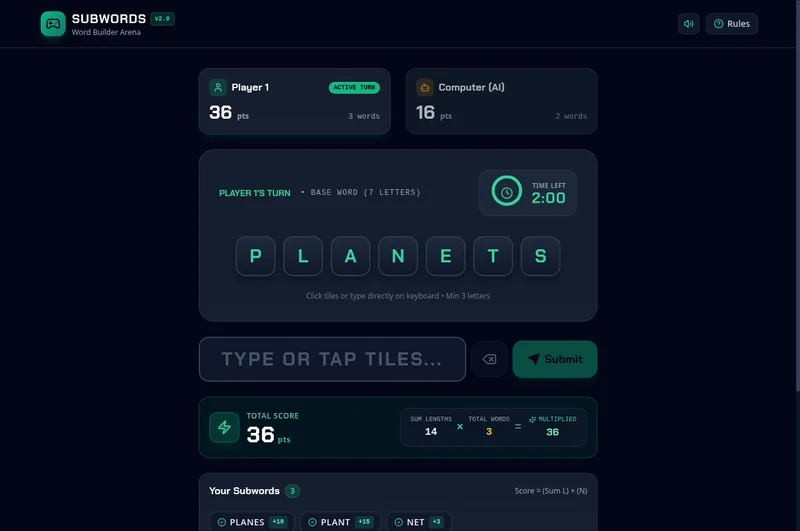 SUBWORDS v2.0
Word Builder Arena
Rules
Player 1 ACTIVE TURN
36 pts 3 words
Computer (AI)
16 pts 2 words
PLAYER 1'S TURN • BASE WORD (7 LETTERS)
TIME LEFT
2:00
P L A N E T S
Click tiles or type directly on keyboard • Min 3 letters
TYPE OR TAP TILES...
Submit
TOTAL SCORE
36 pts
SUM LENGTHS × TOTAL WORDS = MULTIPLIED
14 3 36
Your Subwords 3
Score = (Sum L) × (N)
PLANES +18 PLANT +15 NET +3